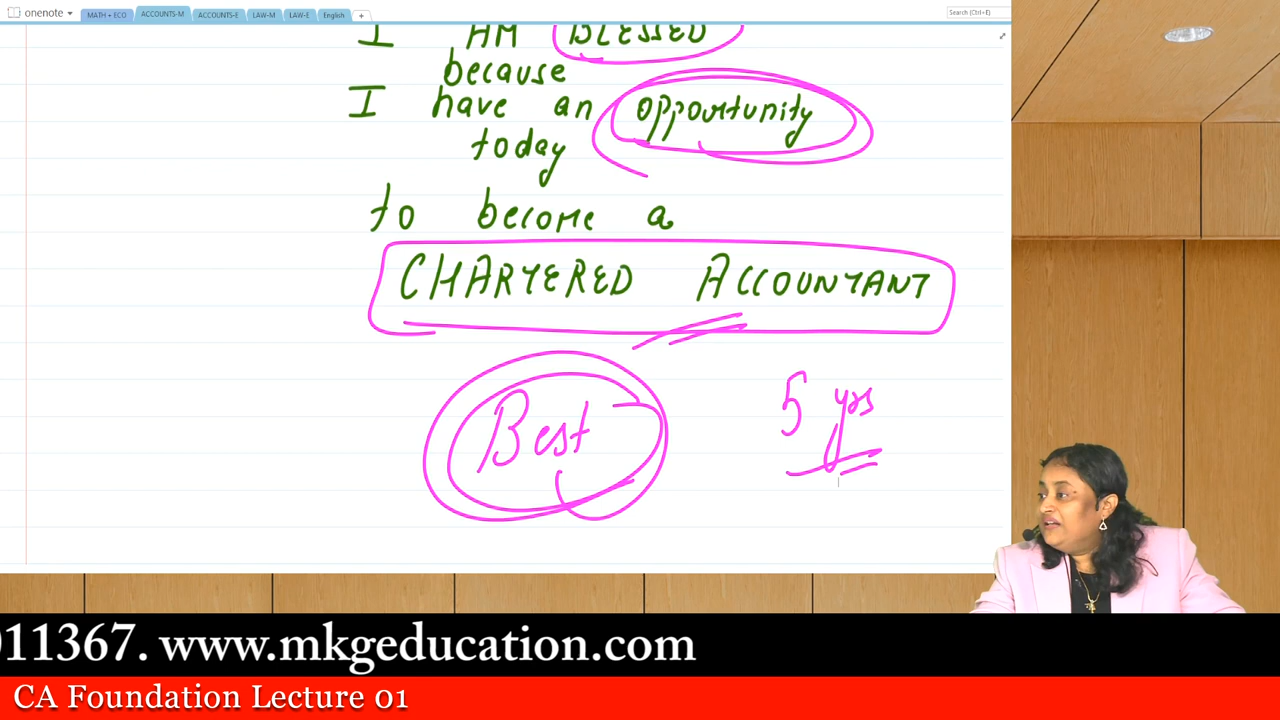 onenote
MATH + ECO ACCOUNTS-M ACCOUNTS-E LAW-M LAW-E English +
Search (Ctrl+E)
I AM BLESSED
because
I have an opportunity
today
to become a
CHARTERED ACCOUNTANT
Best 5 yrs
011367. www.mkgeducation.com
CA Foundation Lecture 01